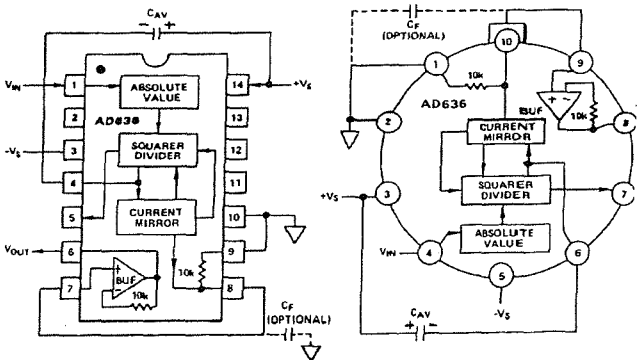 CAV
− +
VIN
1
ABSOLUTE
VALUE
14
+VS
2
AD636
13
-VS
3
SQUARER
DIVIDER
12
4
11
5
CURRENT
MIRROR
10
VOUT
6
9
10k
BUF
+
−
7
10k
8
CF
(OPTIONAL)
CF
(OPTIONAL)
10
1
9
10k
AD636
BUF
+ −
10k
2
8
CURRENT
MIRROR
+VS
3
SQUARER
DIVIDER
7
VIN
4
ABSOLUTE
VALUE
6
5
-VS
CAV
+ −